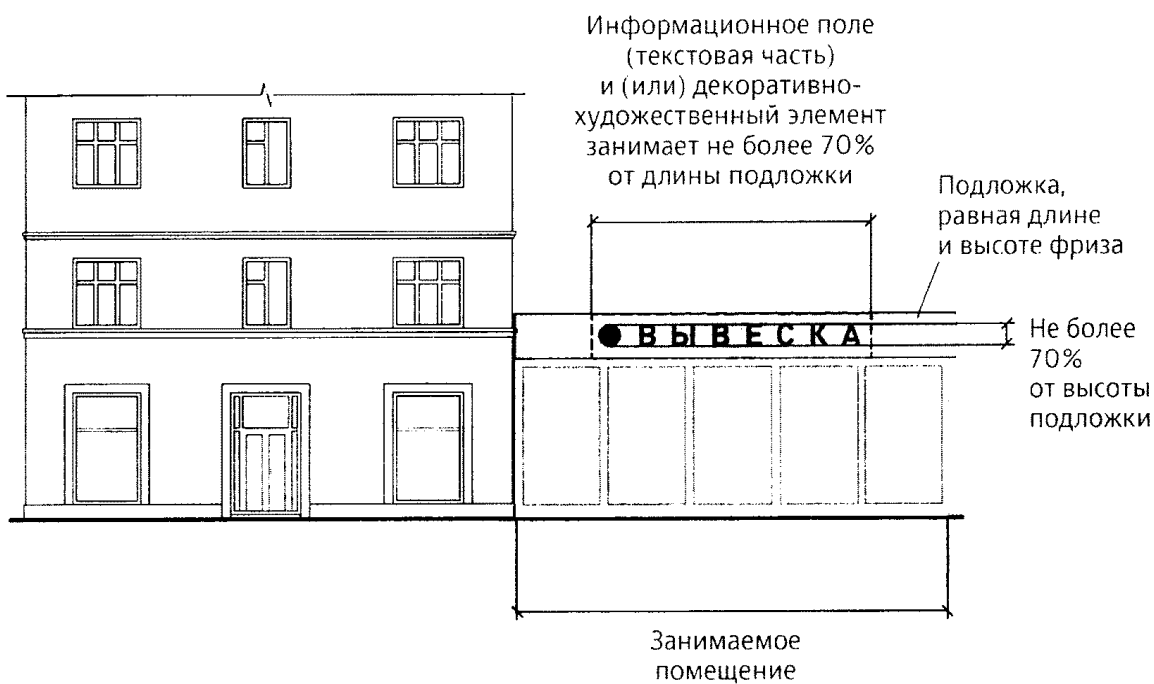 Информационное поле
(текстовая часть)
и (или) декоративно-
художественный элемент
занимает не более 70%
от длины подложки
Подложка,
равная длине
и высоте фриза
ВЫВЕСКА
Не более
70%
от высоты
подложки
Занимаемое
помещение